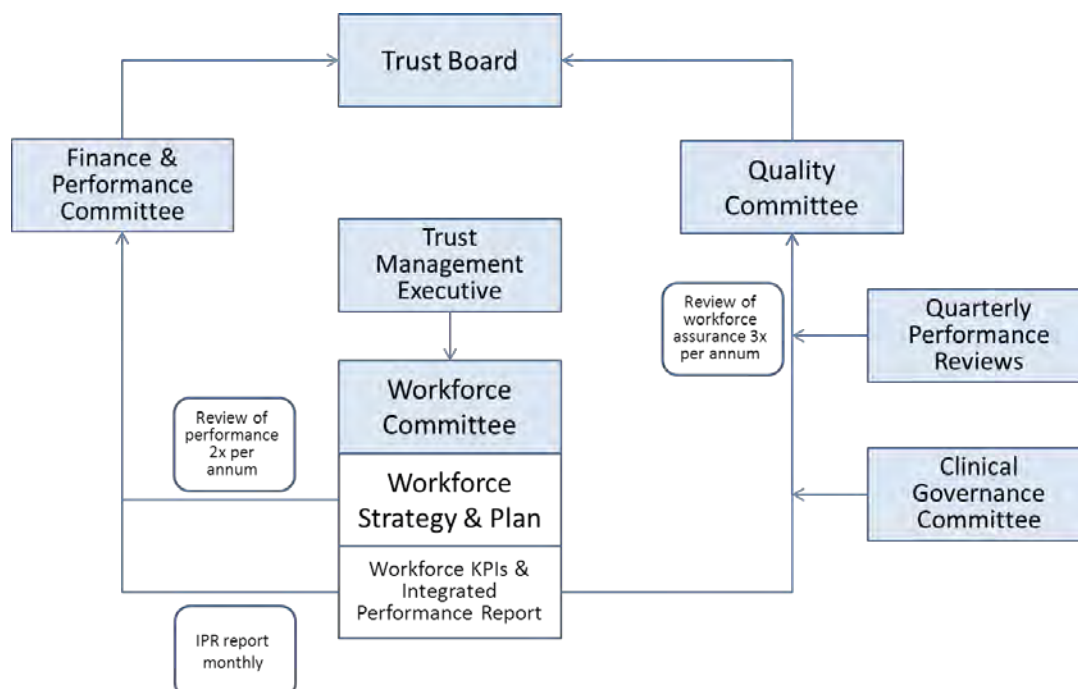 Trust Board
Finance &
Performance
Committee
Quality
Committee
Trust
Management
Executive
Review of
workforce
assurance 3x
per annum
Quarterly
Performance
Reviews
Workforce
Committee
Review of
performance
2x per
annum
Workforce
Strategy & Plan
Clinical
Governance
Committee
Workforce KPIs &
Integrated
Performance Report
IPR report
monthly